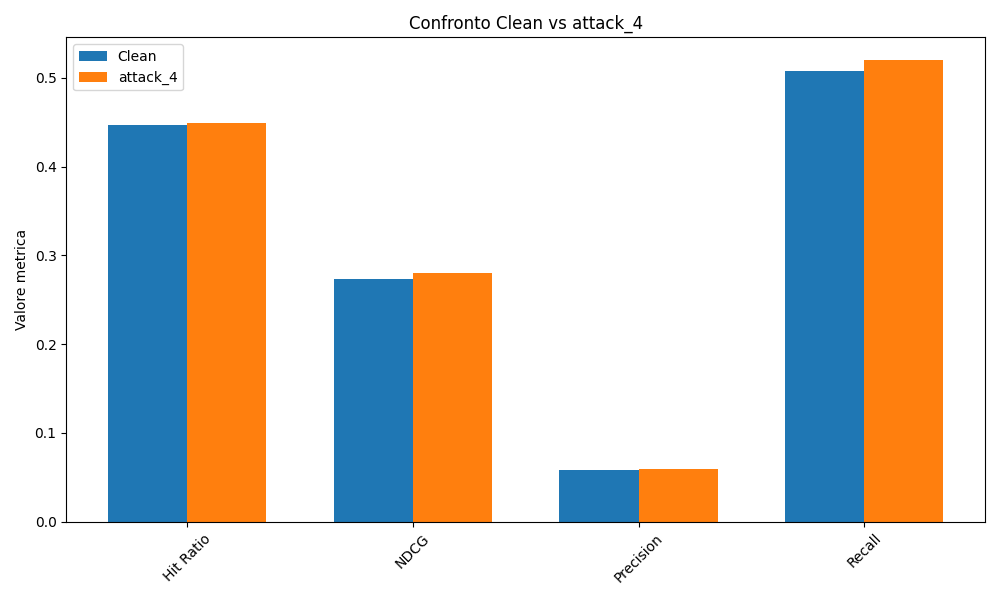 Confronto Clean vs attack_4
Clean
attack_4
Valore metrica
0.5
0.4
0.3
0.2
0.1
0.0
Hit Ratio
NDCG
Precision
Recall